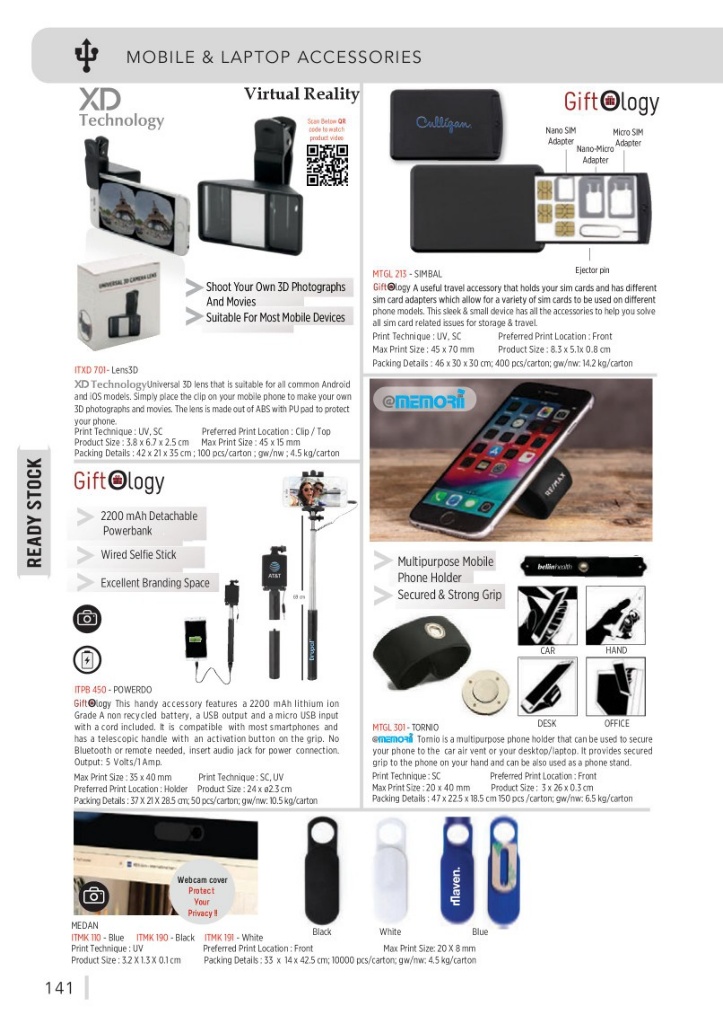 MOBILE & LAPTOP ACCESSORIES
XD
Technology
Virtual Reality
Scan Below QR
code to watch
product video
UNIVERSAL 3D CAMERA LENS
Shoot Your Own 3D Photographs
And Movies
Suitable For Most Mobile Devices
ITXD 701- Lens3D
XD Technology Universal 3D lens that is suitable for all common Android
and iOS models. Simply place the clip on your mobile phone to make your own
3D photographs and movies. The lens is made out of ABS with PU pad to protect
your phone.
Print Technique : UV, SC Preferred Print Location : Clip / Top
Product Size : 3.8 x 6.7 x 2.5 cm Max Print Size : 45 x 15 mm
Packing Details : 42 x 21 x 35 cm ; 100 pcs/carton ; gw/nw ; 4.5 kg/carton
GiftOlogy
Culligan.
Nano SIM
Adapter
Nano-Micro
Adapter
Micro SIM
Adapter
Ejector pin
MTGL 213 - SIMBAL
GiftOlogy A useful travel accessory that holds your sim cards and has different
sim card adapters which allow for a variety of sim cards to be used on different
phone models. This sleek & small device has all the accessories to help you solve
all sim card related issues for storage & travel.
Print Technique : UV, SC Preferred Print Location : Front
Max Print Size : 45 x 70 mm Product Size : 8.3 x 5.1x 0.8 cm
Packing Details : 46 x 30 x 30 cm; 400 pcs/carton; gw/nw: 14.2 kg/carton
READY STOCK
GiftOlogy
2200 mAh Detachable
Powerbank
Wired Selfie Stick
Excellent Branding Space
AT&T
ITPB 450 - POWERDO
GiftOlogy This handy accessory features a 2200 mAh lithium ion
Grade A non recycled battery, a USB output and a micro USB input
with a cord included. It is compatible with most smartphones and
has a telescopic handle with an activation button on the grip. No
Bluetooth or remote needed, insert audio jack for power connection.
Output: 5 Volts/1 Amp.
Max Print Size : 35 x 40 mm Print Technique : SC, UV
Preferred Print Location : Holder Product Size : 24 x ø2.3 cm
Packing Details : 37 X 21 X 28.5 cm; 50 pcs/carton; gw/nw: 10.5 kg/carton
@MEMORII
RE/MAX
Multipurpose Mobile
Phone Holder
Secured & Strong Grip
bellinhealth
CAR
HAND
DESK
OFFICE
MTGL 301 - TORNIO
@MEMORII Tornio is a multipurpose phone holder that can be used to secure
your phone to the car air vent or your desktop/laptop. It provides secured
grip to the phone on your hand and can be also used as a phone stand.
Print Technique : SC Preferred Print Location : Front
Max Print Size : 20 x 40 mm Product Size : 3 x 26 x 0.3 cm
Packing Details : 47 x 22.5 x 18.5 cm 150 pcs /carton; gw/nw: 6.5 kg/carton
Webcam cover
Protect
Your
Privacy !!
maven.
Black
White
Blue
MEDAN
ITMK 110 - Blue ITMK 190 - Black ITMK 191 - White
Print Technique : UV Preferred Print Location : Front Max Print Size: 20 X 8 mm
Product Size : 3.2 X 1.3 X 0.1 cm Packing Details : 33 x 14 x 42.5 cm; 10000 pcs/carton; gw/nw: 4.5 kg/carton
141